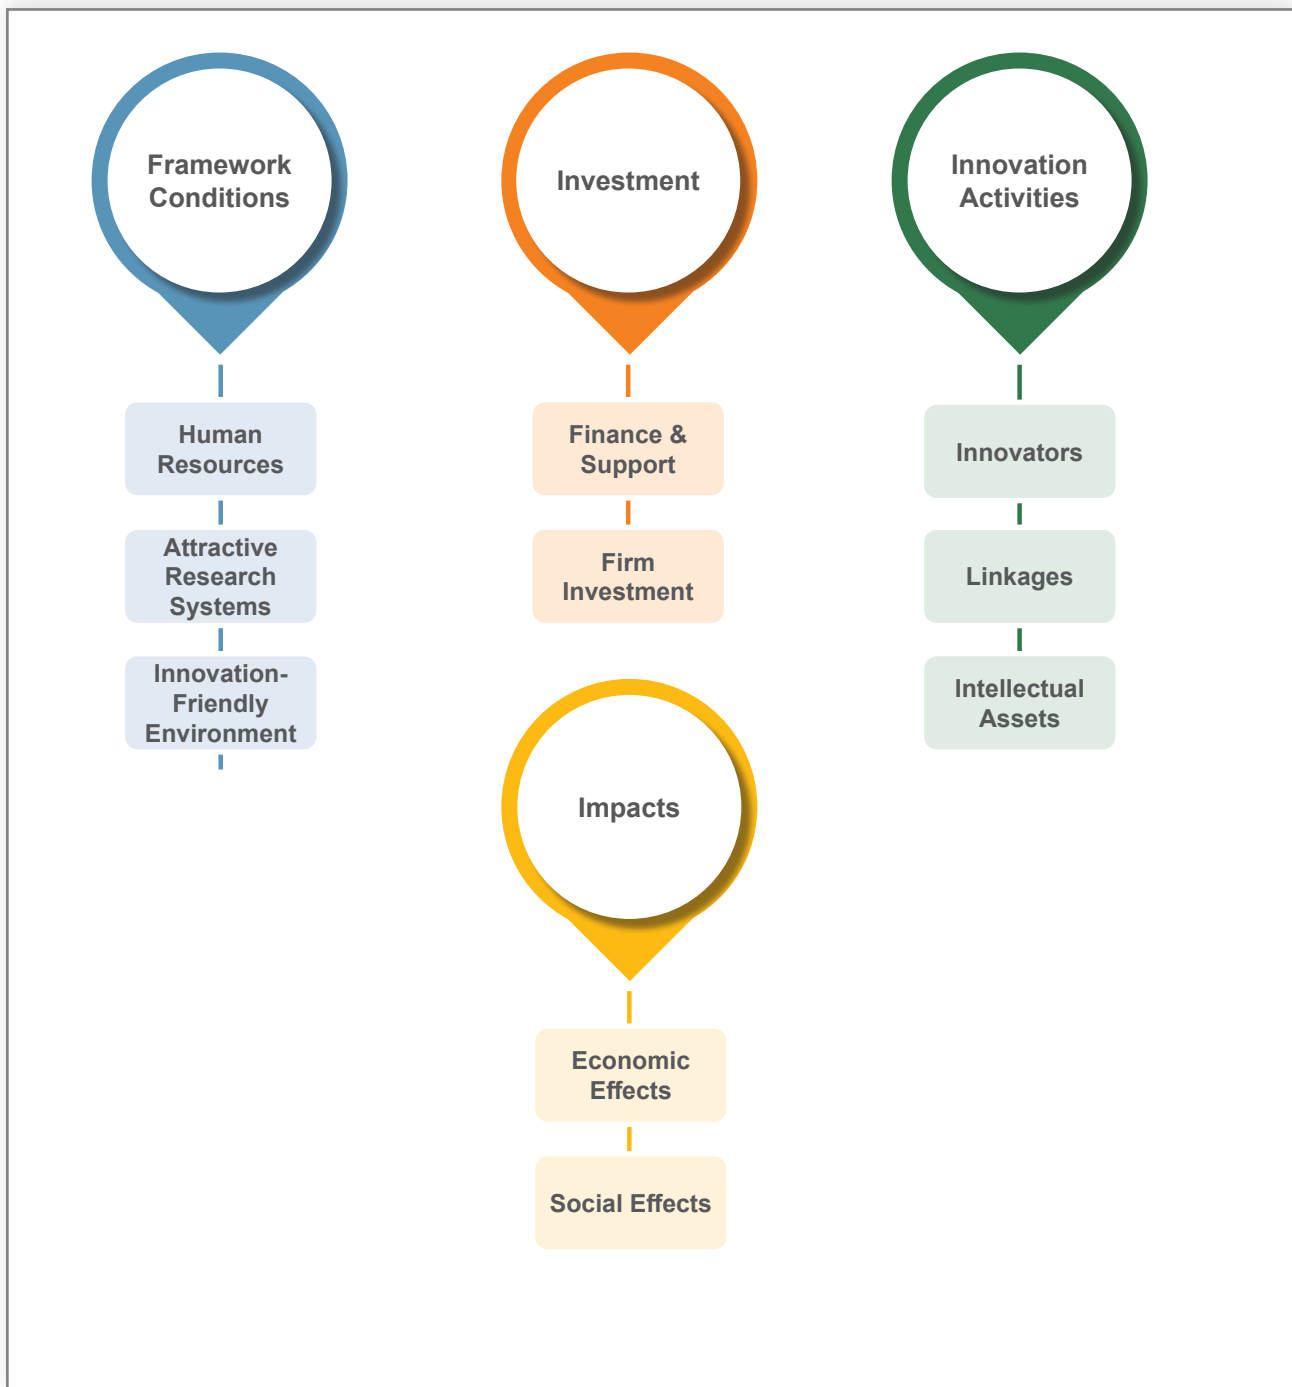 Framework
Conditions
Human
Resources
Attractive
Research
Systems
Innovation-
Friendly
Environment
Investment
Finance &
Support
Firm
Investment
Innovation
Activities
Innovators
Linkages
Intellectual
Assets
Impacts
Economic
Effects
Social Effects